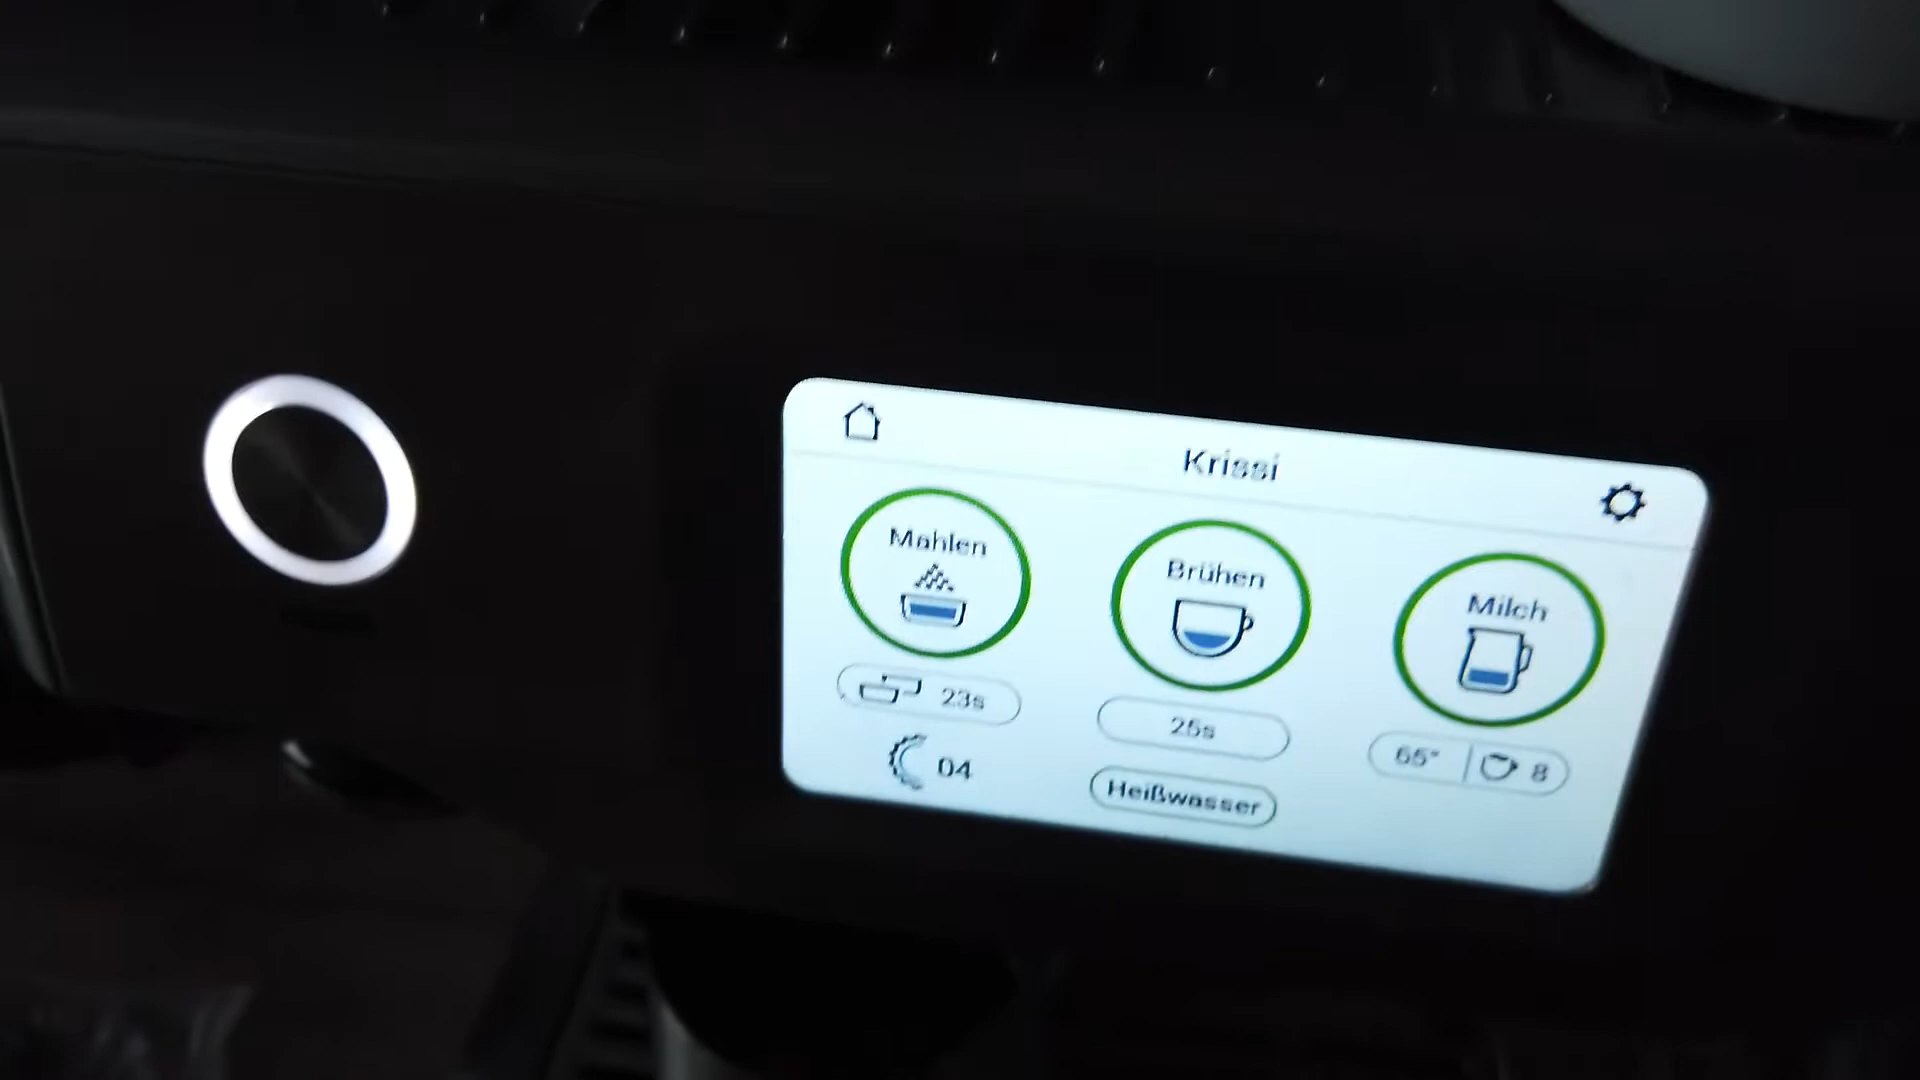 Krissi
Mahlen
Brühen
Milch
23s
25s
65° 8
04
Heißwasser